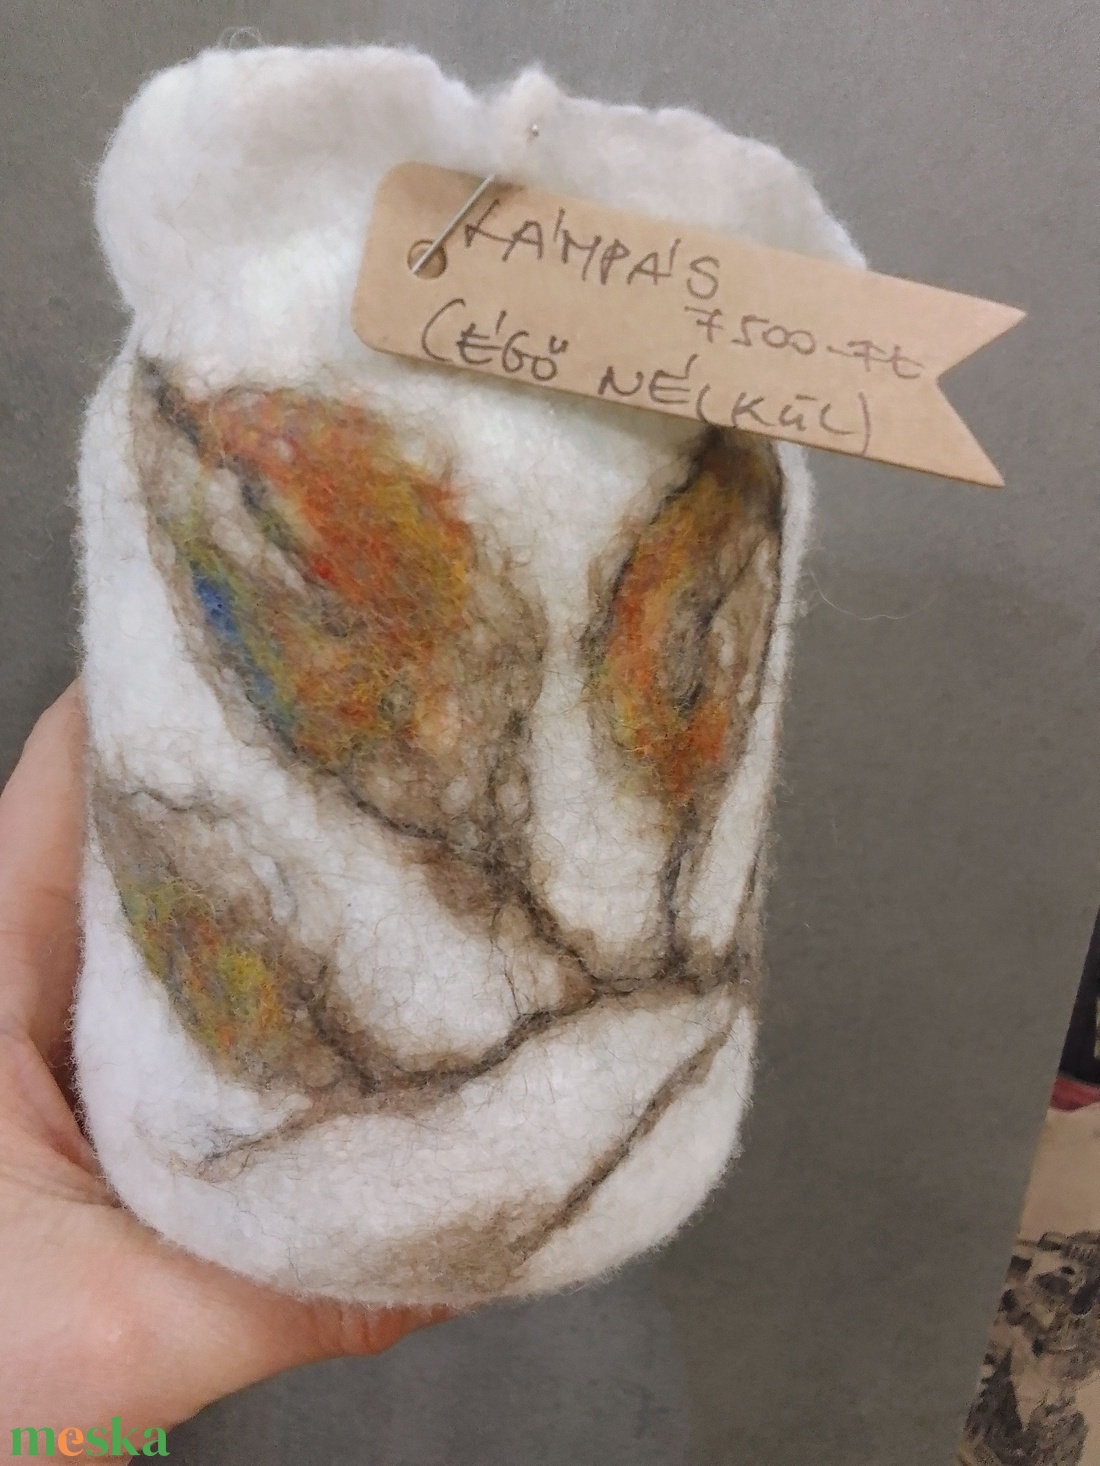 LÁMPÁS
7500.-Ft
(ÉGŐ NÉLKÜL)
meska